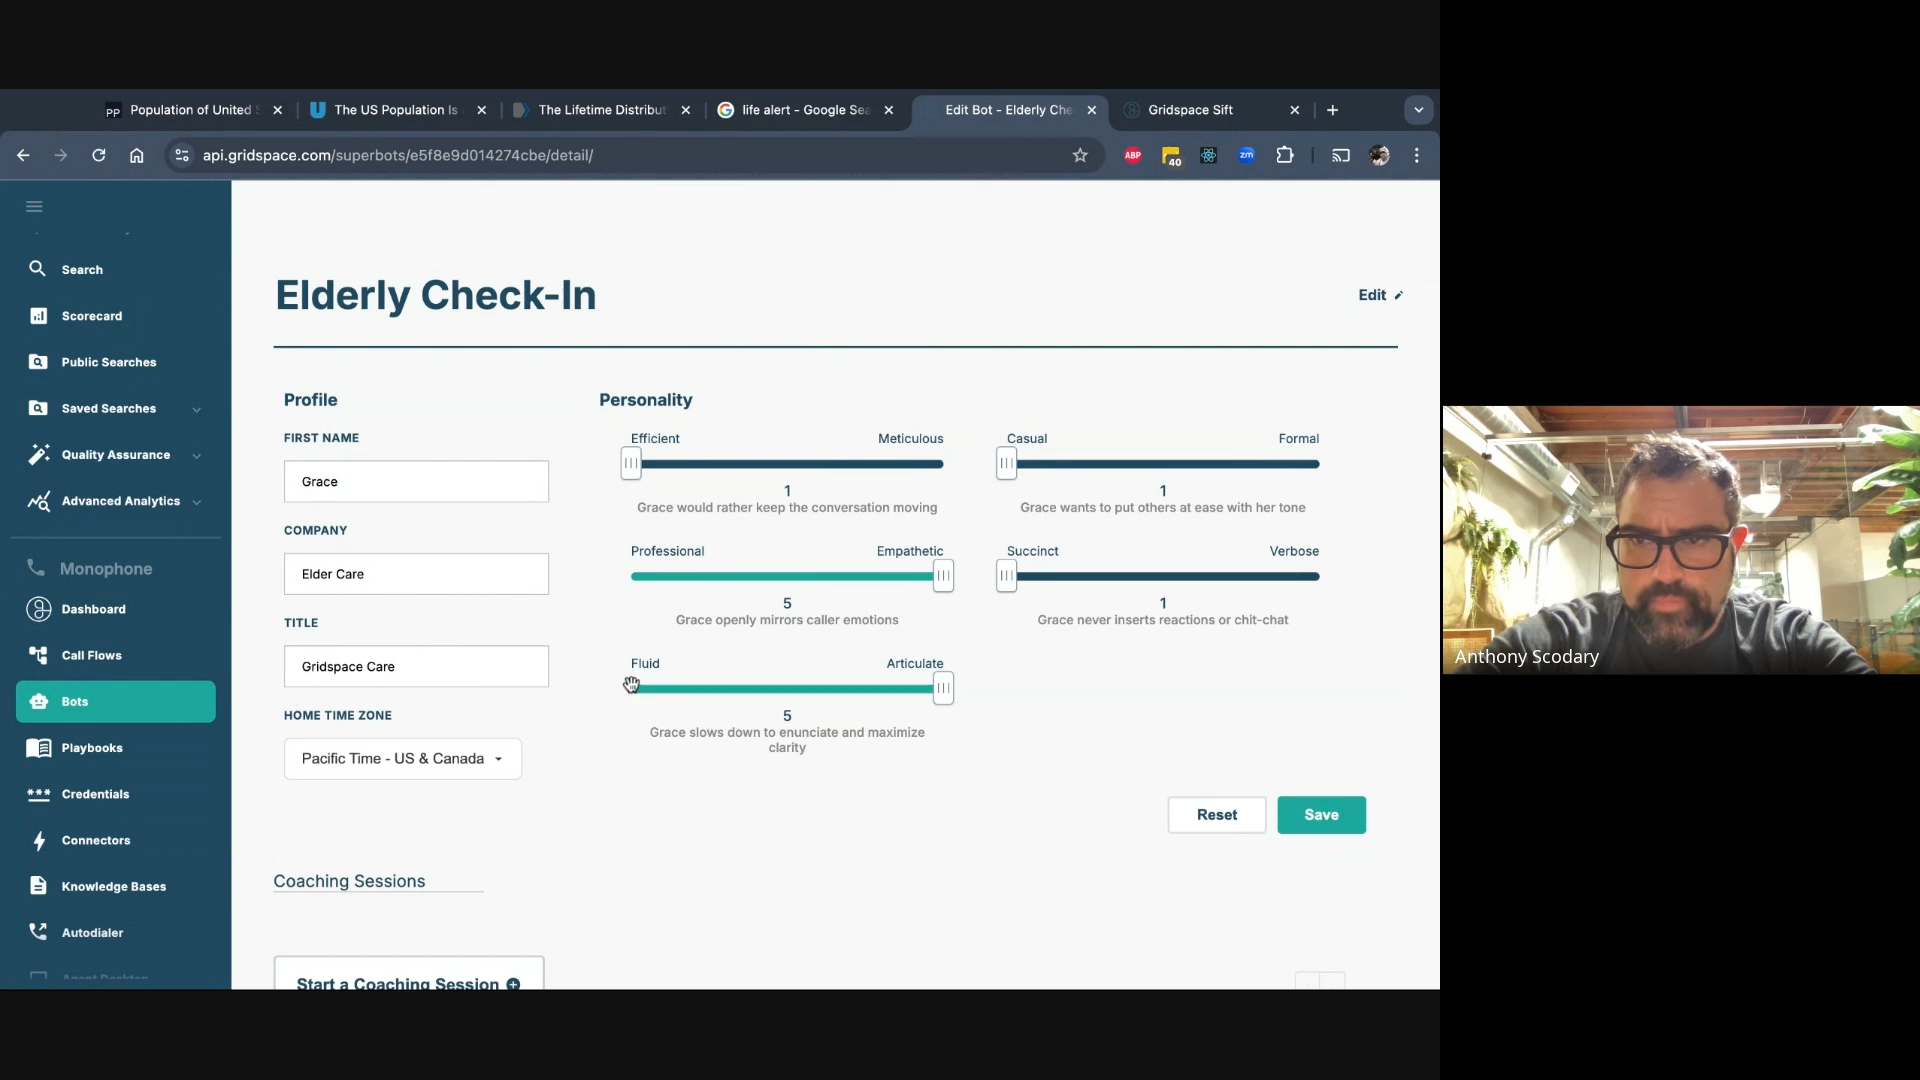 Population of United S
The US Population Is
The Lifetime Distribut
life alert - Google Sea
Edit Bot - Elderly Che
Gridspace Sift
api.gridspace.com/superbots/e5f8e9d014274cbe/detail/
ABP
40
zm
Search
Scorecard
Public Searches
Saved Searches
Quality Assurance
Advanced Analytics
Monophone
Dashboard
Call Flows
Bots
Playbooks
Credentials
Connectors
Knowledge Bases
Autodialer
Agent Desktop
Elderly Check-In
Edit
Profile
FIRST NAME
Grace
COMPANY
Elder Care
TITLE
Gridspace Care
HOME TIME ZONE
Pacific Time - US & Canada
Personality
Efficient Meticulous
1
Grace would rather keep the conversation moving
Casual Formal
1
Grace wants to put others at ease with her tone
Professional Empathetic
5
Grace openly mirrors caller emotions
Succinct Verbose
1
Grace never inserts reactions or chit-chat
Fluid Articulate
5
Grace slows down to enunciate and maximize
clarity
Reset
Save
Coaching Sessions
Start a Coaching Session
Anthony Scodary